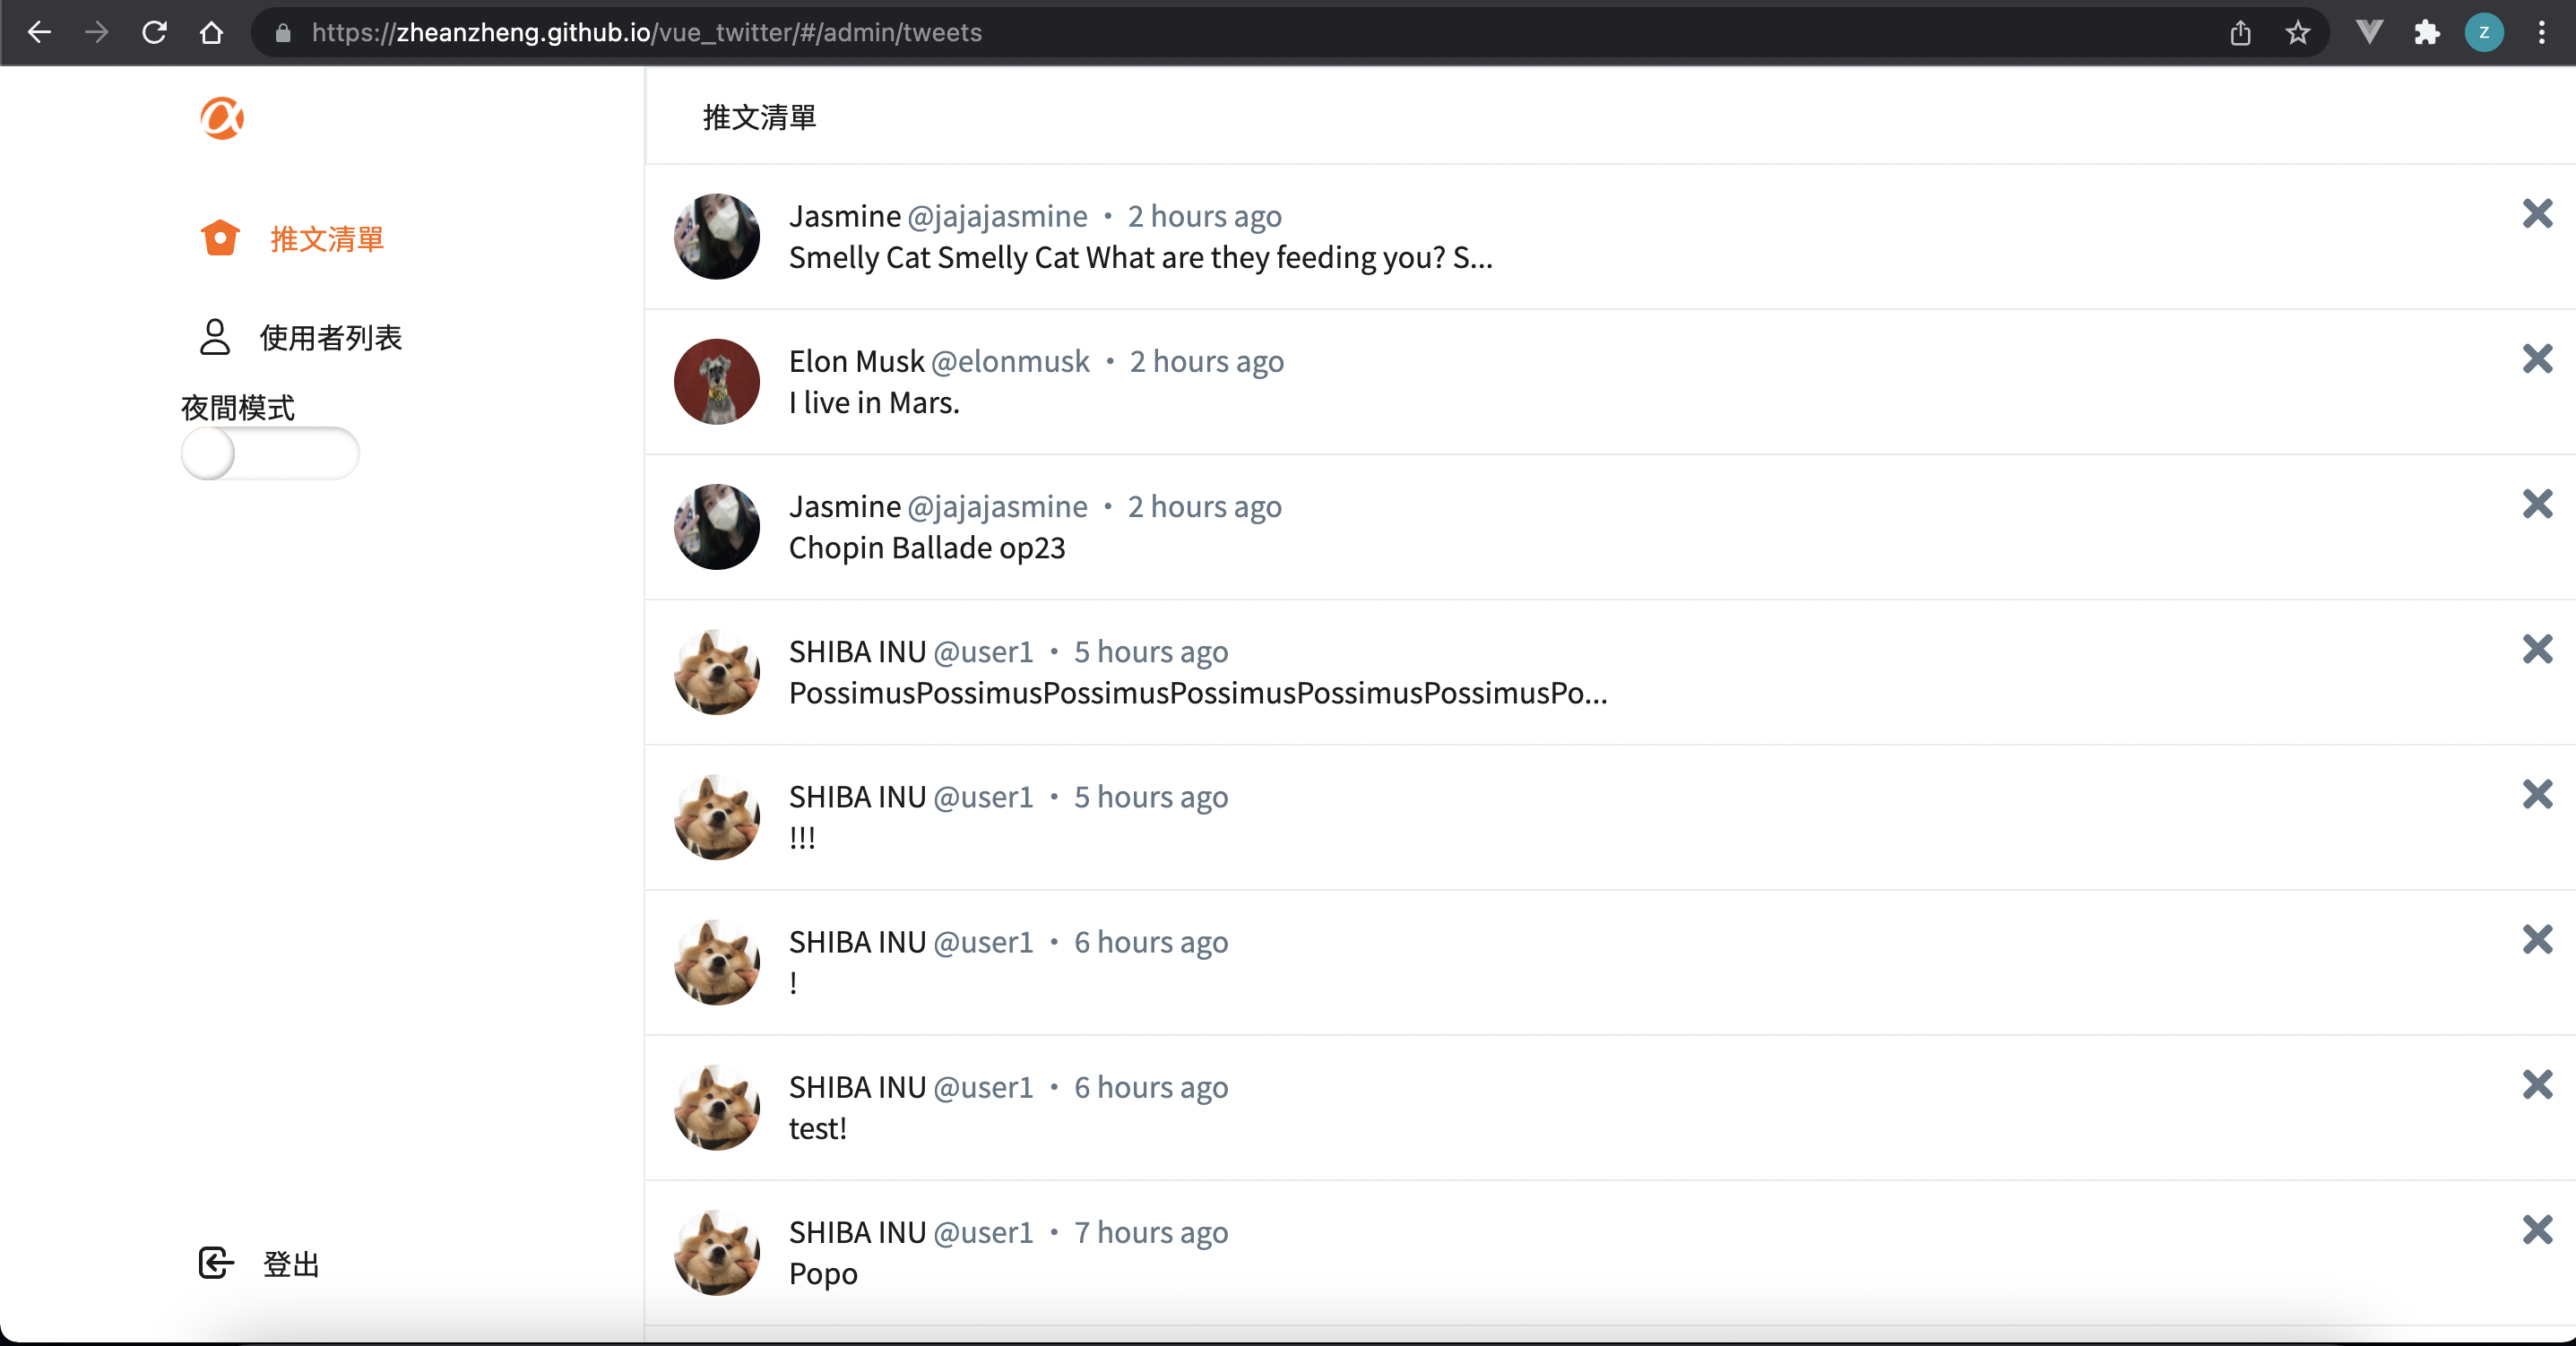 https://zheanzheng.github.io/vue_twitter/#/admin/tweets
Z
推文清單
使用者列表
夜間模式
登出
推文清單
Jasmine @jajajasmine · 2 hours ago
Smelly Cat Smelly Cat What are they feeding you? S...
Elon Musk @elonmusk · 2 hours ago
I live in Mars.
Jasmine @jajajasmine · 2 hours ago
Chopin Ballade op23
SHIBA INU @user1 · 5 hours ago
PossimusPossimusPossimusPossimusPossimusPossimusPo...
SHIBA INU @user1 · 5 hours ago
!!!
SHIBA INU @user1 · 6 hours ago
!
SHIBA INU @user1 · 6 hours ago
test!
SHIBA INU @user1 · 7 hours ago
Popo